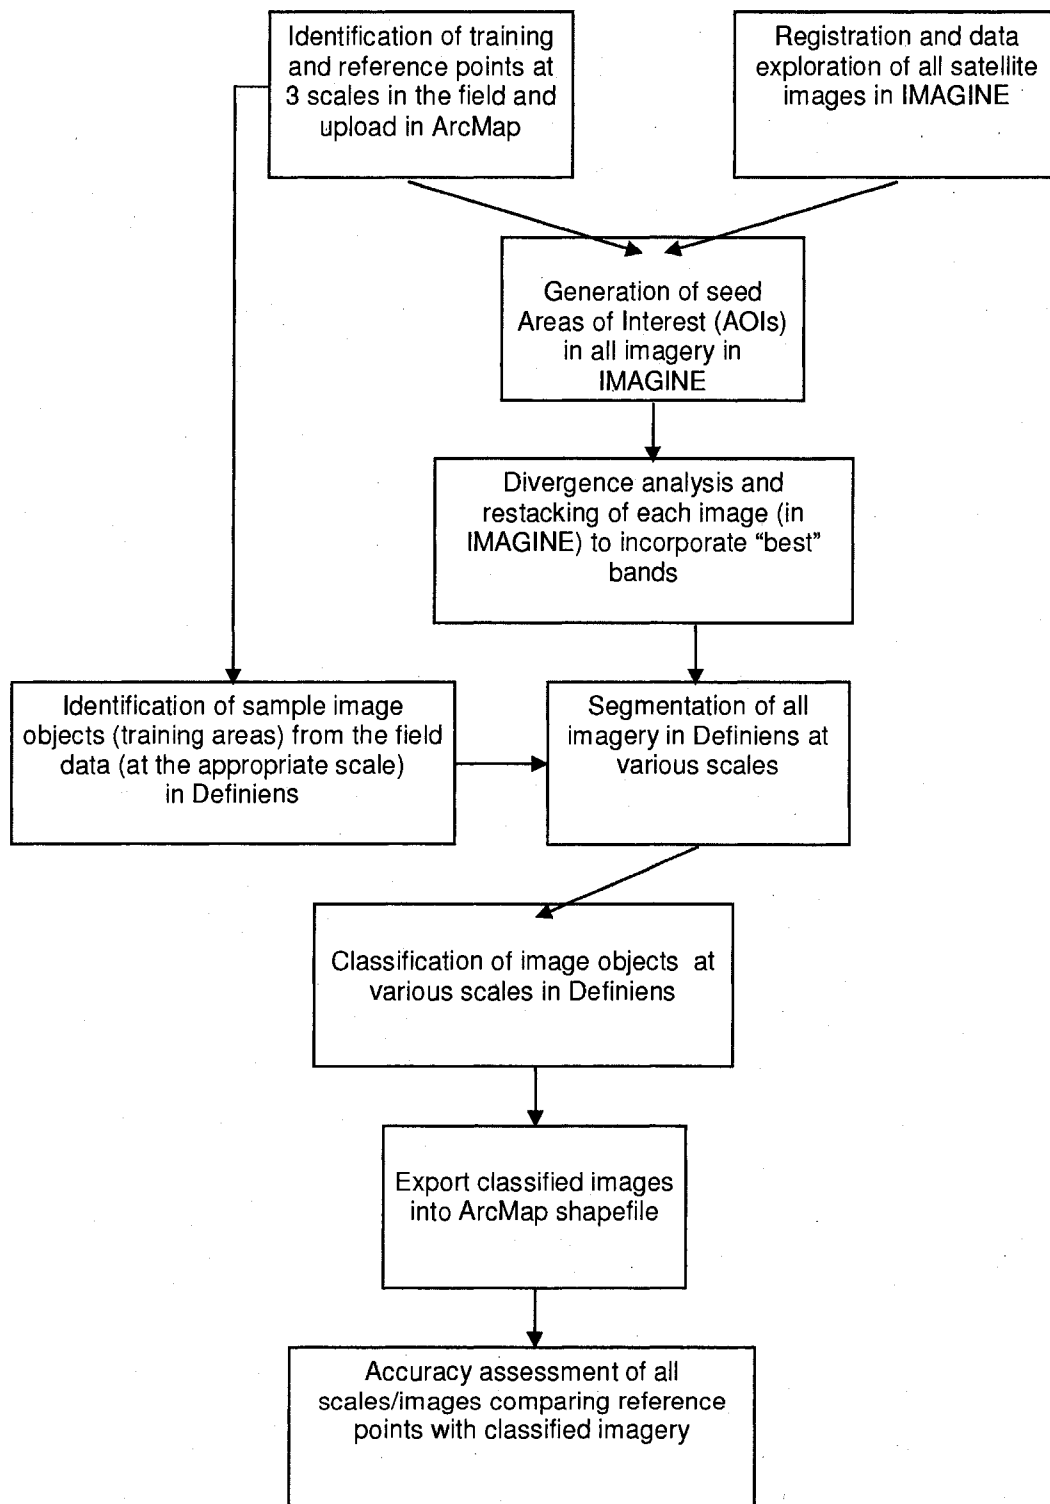 Identification of training
and reference points at
3 scales in the field and
upload in ArcMap
Registration and data
exploration of all satellite
images in IMAGINE
Generation of seed
Areas of Interest (AOIs)
in all imagery in
IMAGINE
Divergence analysis and
restacking of each image (in
IMAGINE) to incorporate “best”
bands
Identification of sample image
objects (training areas) from the field
data (at the appropriate scale)
in Definiens
Segmentation of all
imagery in Definiens at
various scales
Classification of image objects at
various scales in Definiens
Export classified images
into ArcMap shapefile
Accuracy assessment of all
scales/images comparing reference
points with classified imagery